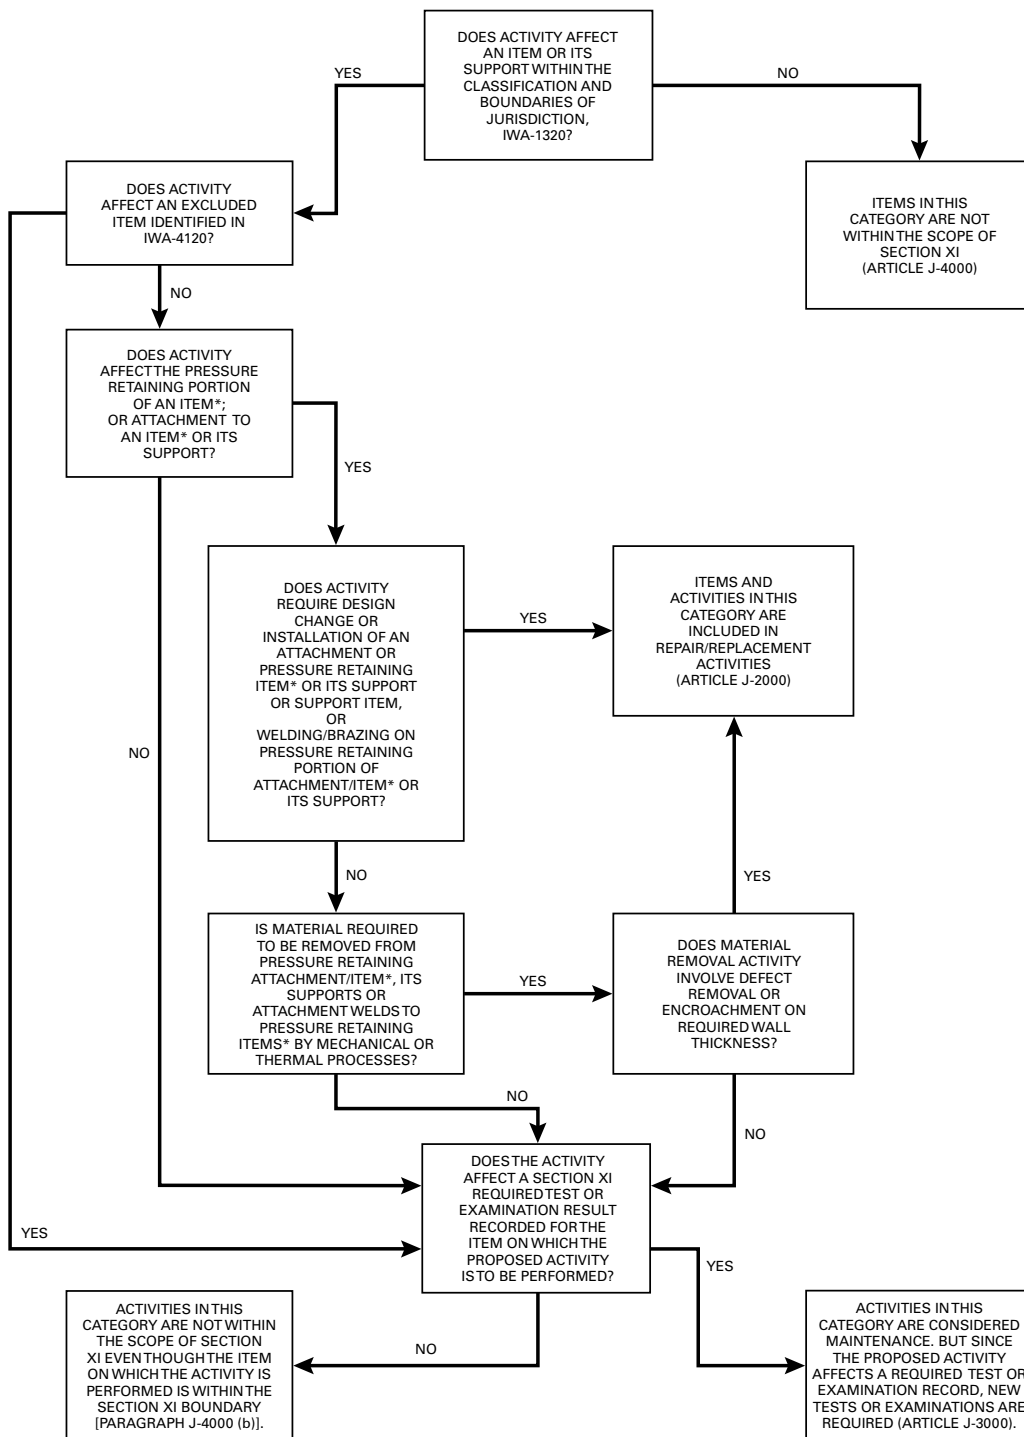 DOES ACTIVITY AFFECT
AN ITEM OR ITS
SUPPORT WITHIN THE
CLASSIFICATION AND
BOUNDARIES OF
JURISDICTION,
IWA-1320?
YES
NO
DOES ACTIVITY
AFFECT AN EXCLUDED
ITEM IDENTIFIED IN
IWA-4120?
ITEMS IN THIS
CATEGORY ARE NOT
WITHIN THE SCOPE OF
SECTION XI
(ARTICLE J-4000)
NO
DOES ACTIVITY
AFFECT THE PRESSURE
RETAINING PORTION
OF AN ITEM*;
OR ATTACHMENT TO
AN ITEM* OR ITS
SUPPORT?
YES
DOES ACTIVITY
REQUIRE DESIGN
CHANGE OR
INSTALLATION OF AN
ATTACHMENT OR
PRESSURE RETAINING
ITEM* OR ITS SUPPORT
OR SUPPORT ITEM,
OR
WELDING/BRAZING ON
PRESSURE RETAINING
PORTION OF
ATTACHMENT/ITEM* OR
ITS SUPPORT?
YES
ITEMS AND
ACTIVITIES IN THIS
CATEGORY ARE
INCLUDED IN
REPAIR/REPLACEMENT
ACTIVITIES
(ARTICLE J-2000)
NO
NO
YES
IS MATERIAL REQUIRED
TO BE REMOVED FROM
PRESSURE RETAINING
ATTACHMENT/ITEM*, ITS
SUPPORTS OR
ATTACHMENT WELDS TO
PRESSURE RETAINING
ITEMS* BY MECHANICAL OR
THERMAL PROCESSES?
YES
DOES MATERIAL
REMOVAL ACTIVITY
INVOLVE DEFECT
REMOVAL OR
ENCROACHMENT ON
REQUIRED WALL
THICKNESS?
NO
NO
DOES THE ACTIVITY
AFFECT A SECTION XI
REQUIRED TEST OR
EXAMINATION RESULT
RECORDED FOR THE
ITEM ON WHICH THE
PROPOSED ACTIVITY
IS TO BE PERFORMED?
YES
YES
NO
ACTIVITIES IN THIS
CATEGORY ARE NOT WITHIN
THE SCOPE OF SECTION
XI EVEN THOUGH THE ITEM
ON WHICH THE ACTIVITY IS
PERFORMED IS WITHIN THE
SECTION XI BOUNDARY
[PARAGRAPH J-4000 (b)].
ACTIVITIES IN THIS
CATEGORY ARE CONSIDERED
MAINTENANCE. BUT SINCE
THE PROPOSED ACTIVITY
AFFECTS A REQUIRED TEST OR
EXAMINATION RECORD, NEW
TESTS OR EXAMINATIONS ARE
REQUIRED (ARTICLE J-3000).